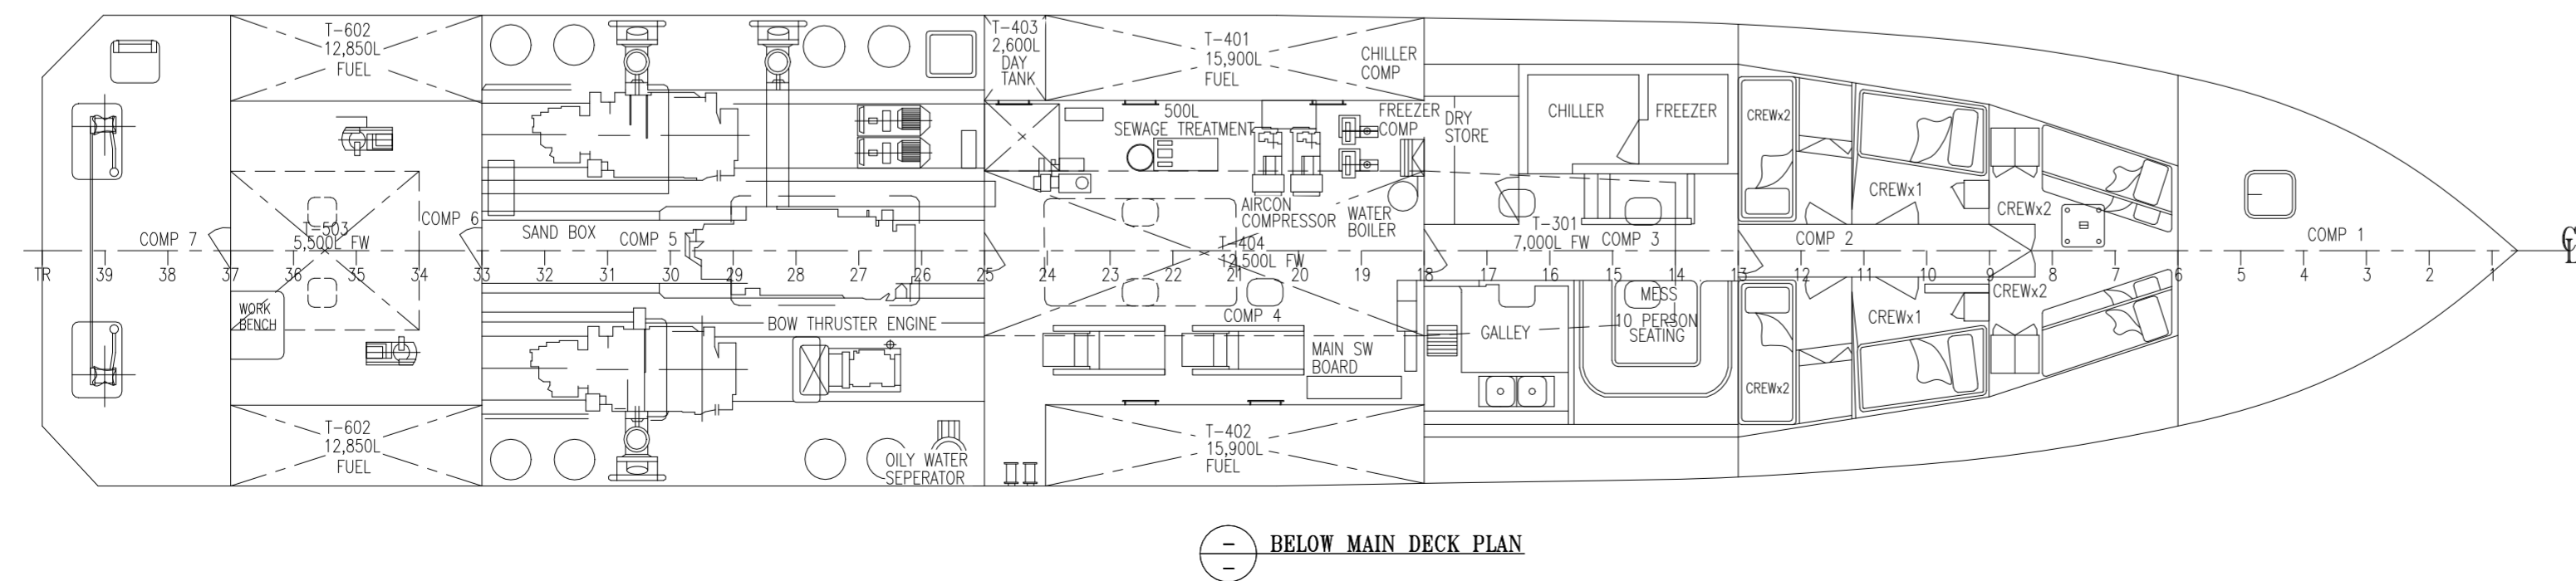 T-602
12,850L
FUEL
T-403
2,600L
DAY
TANK
T-401
15,900L
FUEL
CHILLER
COMP
500L
SEWAGE TREATMENT
FREEZER
COMP
DRY
STORE
CHILLER
FREEZER
CREWx2
CREWx1
CREWx2
AIRCON
COMPRESSOR
WATER
BOILER
COMP 7
T-503
5,500L FW
COMP 6
SAND BOX
COMP 5
T-404
12,500L FW
T-301
7,000L FW
COMP 3
COMP 2
COMP 1
CL
TR 39 38 37 36 35 34 33 32 31 30 29 28 27 26 25 24 23 22 21 20 19 18 17 16 15 14 13 12 11 10 9 8 7 6 5 4 3 2 1
WORK
BENCH
BOW THRUSTER ENGINE
COMP 4
MAIN SW
BOARD
GALLEY
MESS
10 PERSON
SEATING
CREWx2
CREWx1
CREWx2
T-602
12,850L
FUEL
OILY WATER
SEPERATOR
T-402
15,900L
FUEL
BELOW MAIN DECK PLAN